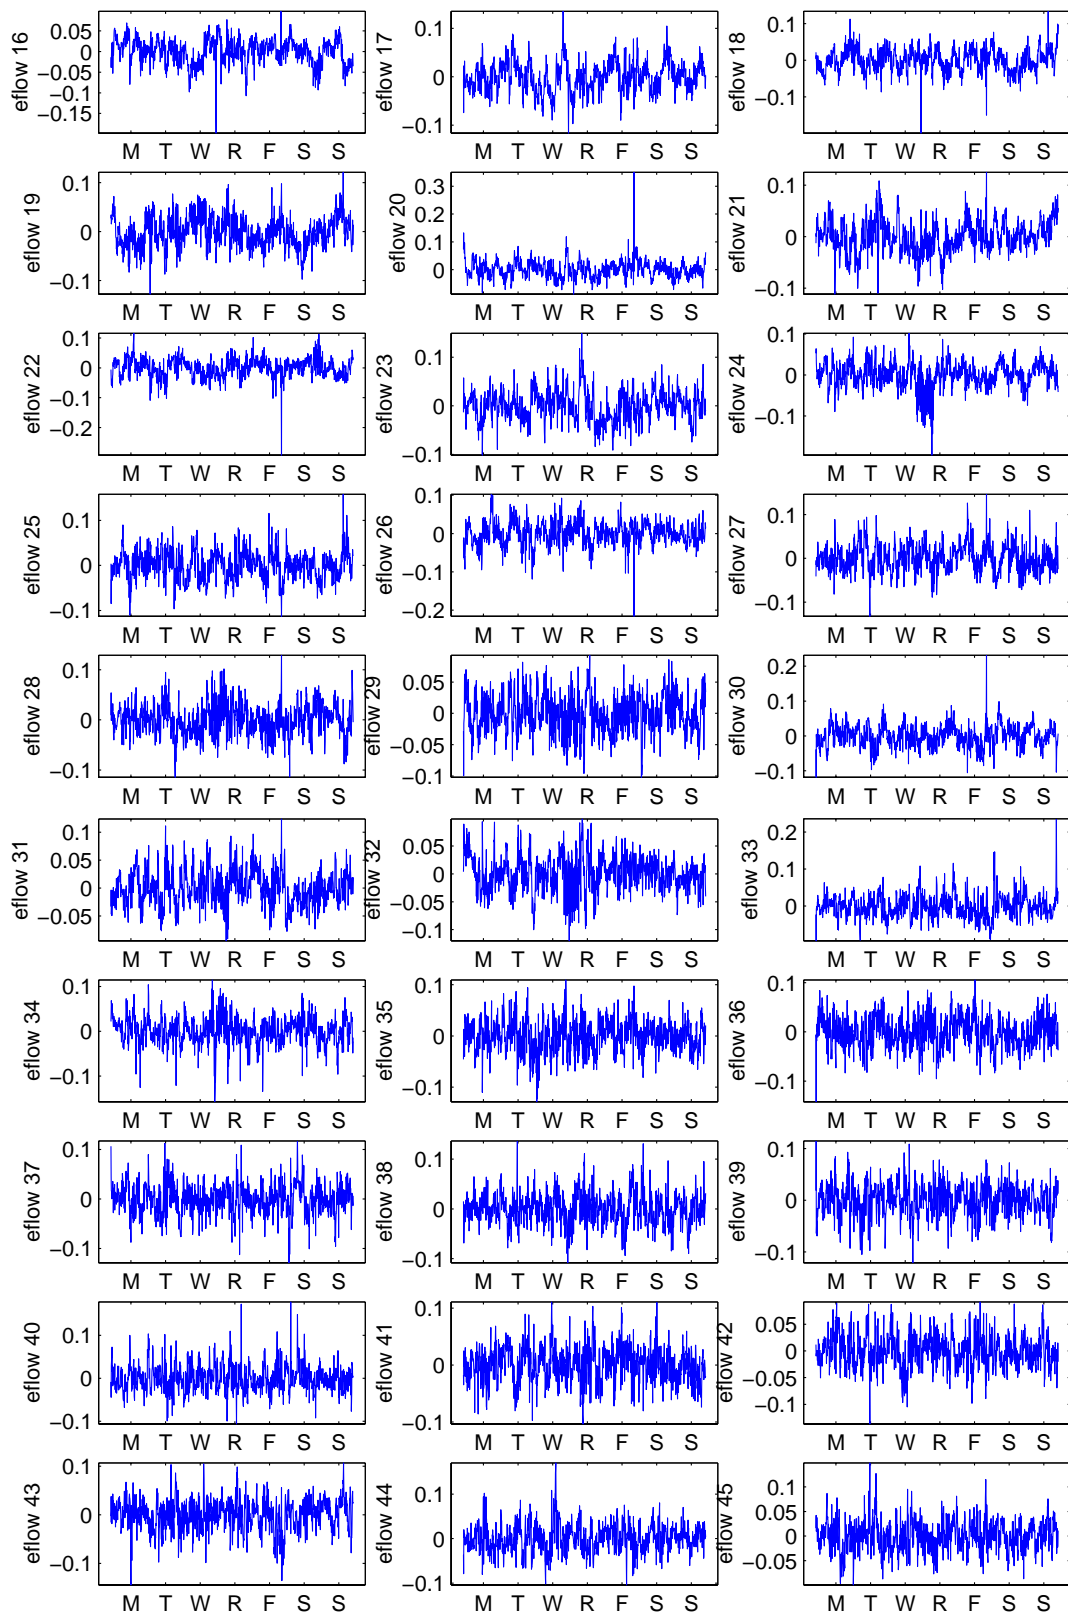 eflow 16
0.05
0
−0.05
−0.1
−0.15
M T W R F S S
eflow 17
0.1
0
−0.1
M T W R F S S
eflow 18
0.1
0
−0.1
M T W R F S S
eflow 19
0.1
0
−0.1
M T W R F S S
eflow 20
0.3
0.2
0.1
0
M T W R F S S
eflow 21
0.1
0
−0.1
M T W R F S S
eflow 22
0.1
0
−0.1
−0.2
M T W R F S S
eflow 23
0.1
0
−0.1
M T W R F S S
eflow 24
0.1
0
−0.1
M T W R F S S
eflow 25
0.1
0
−0.1
M T W R F S S
eflow 26
0.1
0
−0.1
−0.2
M T W R F S S
eflow 27
0.1
0
−0.1
M T W R F S S
eflow 28
0.1
0
−0.1
M T W R F S S
eflow 29
0.05
0
−0.05
−0.1
M T W R F S S
eflow 30
0.2
0.1
0
−0.1
M T W R F S S
eflow 31
0.1
0.05
0
−0.05
M T W R F S S
eflow 32
0.05
0
−0.05
−0.1
M T W R F S S
eflow 33
0.2
0.1
0
M T W R F S S
eflow 34
0.1
0
−0.1
M T W R F S S
eflow 35
0.1
0
−0.1
M T W R F S S
eflow 36
0.1
0
−0.1
M T W R F S S
eflow 37
0.1
0
−0.1
M T W R F S S
eflow 38
0.1
0
−0.1
M T W R F S S
eflow 39
0.1
0
−0.1
M T W R F S S
eflow 40
0.1
0
−0.1
M T W R F S S
eflow 41
0.1
0
−0.1
M T W R F S S
eflow 42
0.05
0
−0.05
−0.1
M T W R F S S
eflow 43
0.1
0
−0.1
M T W R F S S
eflow 44
0.1
0
−0.1
M T W R F S S
eflow 45
0.1
0.05
0
−0.05
M T W R F S S